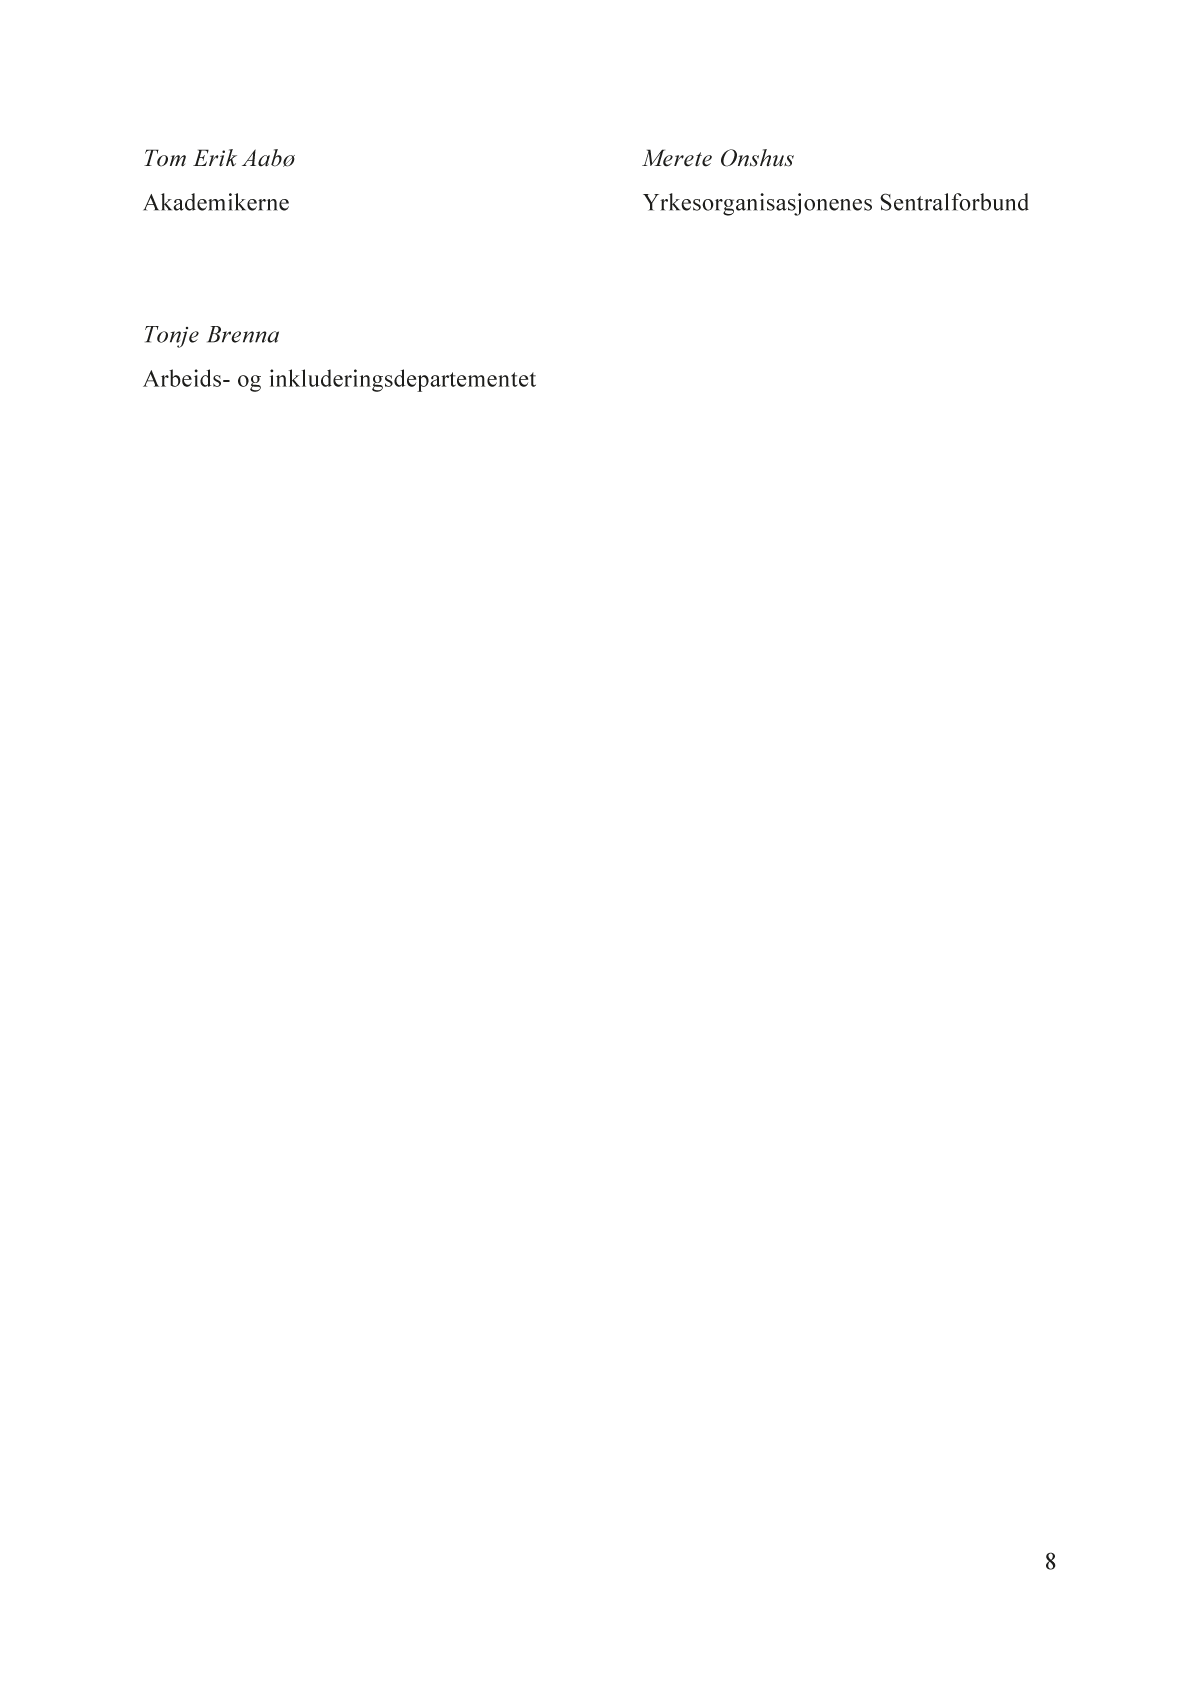 Tom Erik Aabø
Merete Onshus
Akademikerne
Yrkesorganisasjonenes Sentralforbund
Tonje Brenna
Arbeids- og inkluderingsdepartementet
8